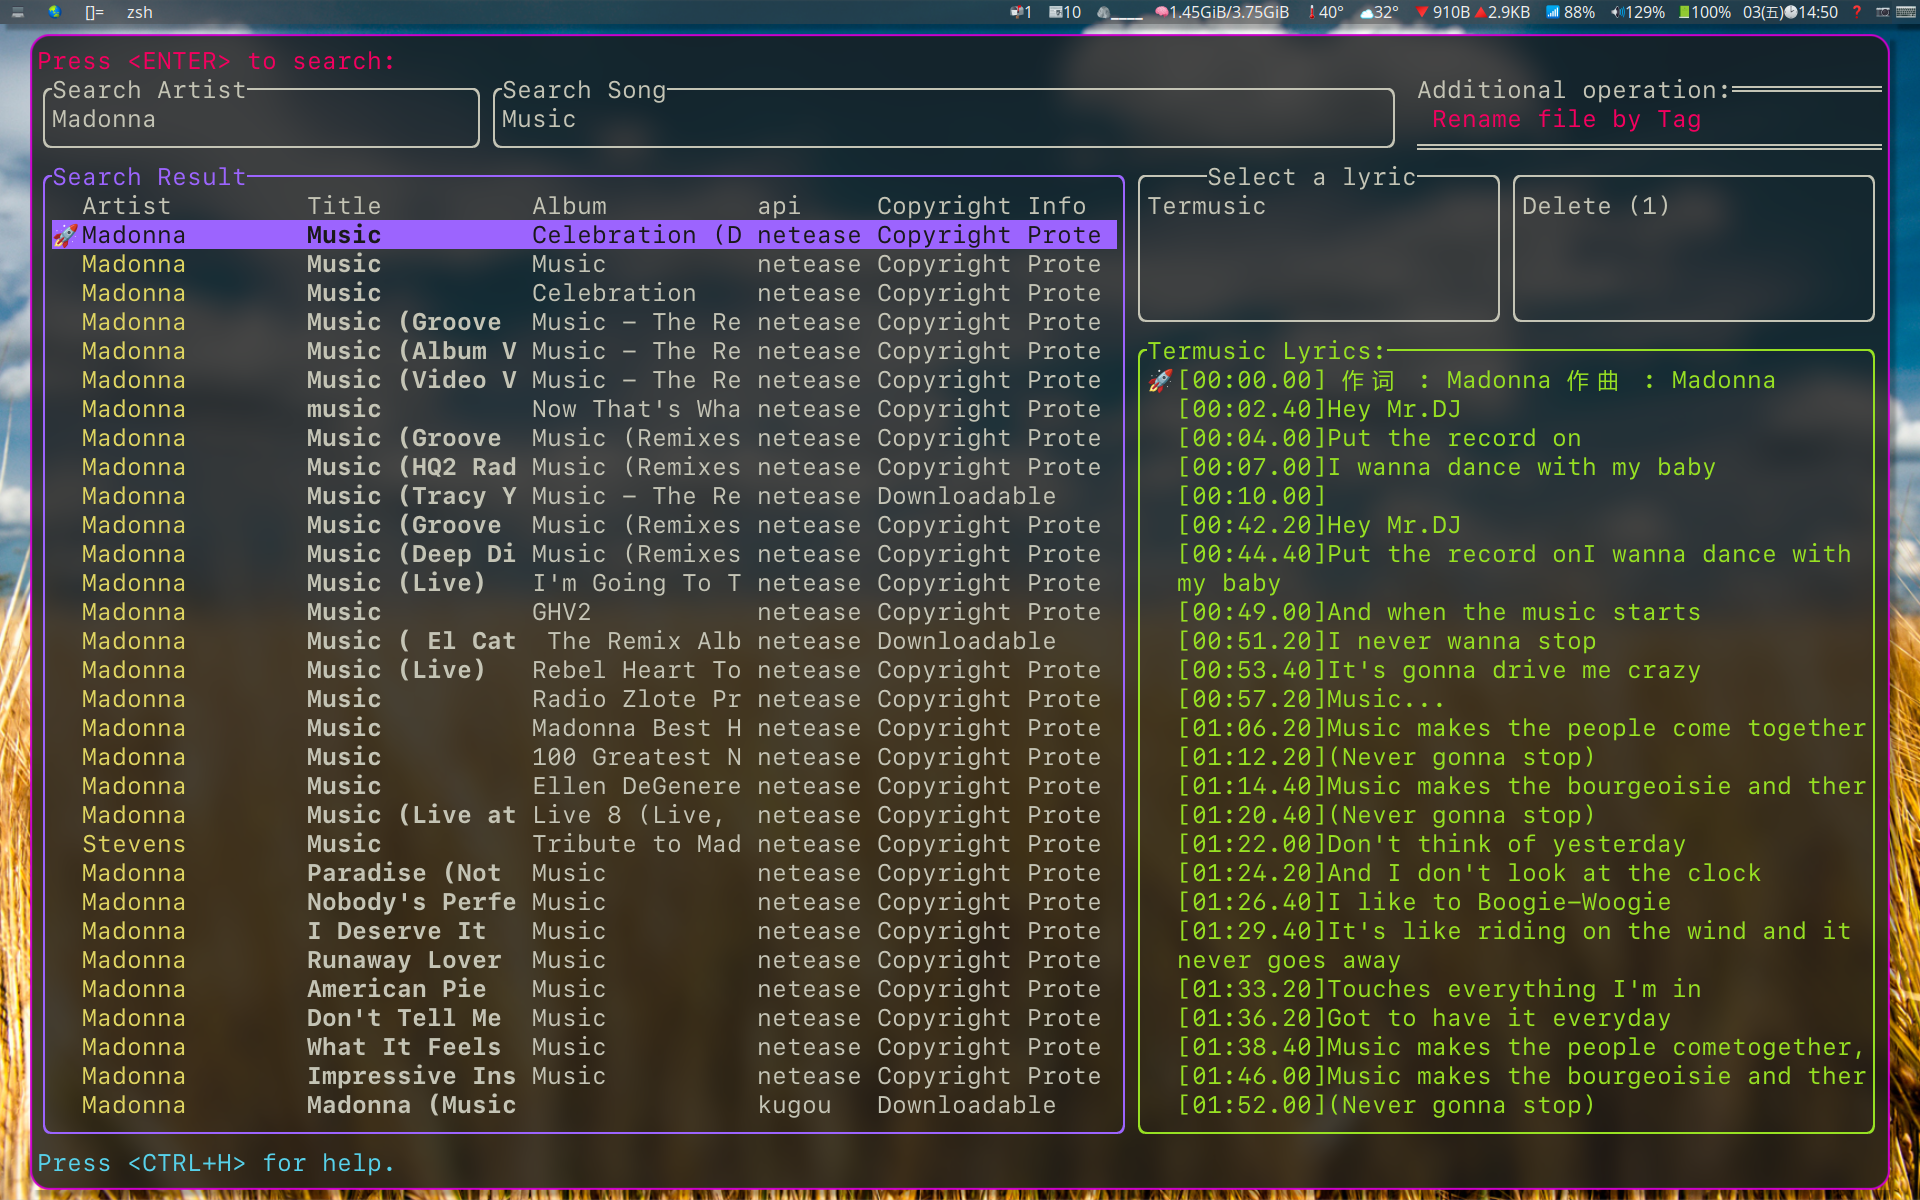 []= zsh 1 10 1.45GiB/3.75GiB 40° 32° 910B 2.9KB 88% 129% 100% 03(五) 14:50
Press <ENTER> to search:
Search Artist
Madonna
Search Song
Music
Additional operation:
Rename file by Tag
Search Result
Artist Title Album api Copyright Info
Madonna Music Celebration (D netease Copyright Prote
Madonna Music Music netease Copyright Prote
Madonna Music Celebration netease Copyright Prote
Madonna Music (Groove Music – The Re netease Copyright Prote
Madonna Music (Album V Music – The Re netease Copyright Prote
Madonna Music (Video V Music – The Re netease Copyright Prote
Madonna music Now That's Wha netease Copyright Prote
Madonna Music (Groove Music (Remixes netease Copyright Prote
Madonna Music (HQ2 Rad Music (Remixes netease Copyright Prote
Madonna Music (Tracy Y Music – The Re netease Downloadable
Madonna Music (Groove Music (Remixes netease Copyright Prote
Madonna Music (Deep Di Music (Remixes netease Copyright Prote
Madonna Music (Live) I'm Going To T netease Copyright Prote
Madonna Music GHV2 netease Copyright Prote
Madonna Music ( El Cat The Remix Alb netease Downloadable
Madonna Music (Live) Rebel Heart To netease Copyright Prote
Madonna Music Radio Zlote Pr netease Copyright Prote
Madonna Music Madonna Best H netease Copyright Prote
Madonna Music 100 Greatest N netease Copyright Prote
Madonna Music Ellen DeGenere netease Copyright Prote
Madonna Music (Live at Live 8 (Live, netease Copyright Prote
Stevens Music Tribute to Mad netease Copyright Prote
Madonna Paradise (Not Music netease Copyright Prote
Madonna Nobody's Perfe Music netease Copyright Prote
Madonna I Deserve It Music netease Copyright Prote
Madonna Runaway Lover Music netease Copyright Prote
Madonna American Pie Music netease Copyright Prote
Madonna Don't Tell Me Music netease Copyright Prote
Madonna What It Feels Music netease Copyright Prote
Madonna Impressive Ins Music netease Copyright Prote
Madonna Madonna (Music kugou Downloadable
Select a lyric
Termusic
Delete (1)
Termusic Lyrics:
[00:00.00] 作词 : Madonna 作曲 : Madonna
[00:02.40]Hey Mr.DJ
[00:04.00]Put the record on
[00:07.00]I wanna dance with my baby
[00:10.00]
[00:42.20]Hey Mr.DJ
[00:44.40]Put the record onI wanna dance with
my baby
[00:49.00]And when the music starts
[00:51.20]I never wanna stop
[00:53.40]It's gonna drive me crazy
[00:57.20]Music...
[01:06.20]Music makes the people come together
[01:12.20](Never gonna stop)
[01:14.40]Music makes the bourgeoisie and ther
[01:20.40](Never gonna stop)
[01:22.00]Don't think of yesterday
[01:24.20]And I don't look at the clock
[01:26.40]I like to Boogie–Woogie
[01:29.40]It's like riding on the wind and it
never goes away
[01:33.20]Touches everything I'm in
[01:36.20]Got to have it everyday
[01:38.40]Music makes the people cometogether,
[01:46.00]Music makes the bourgeoisie and ther
[01:52.00](Never gonna stop)
Press <CTRL+H> for help.